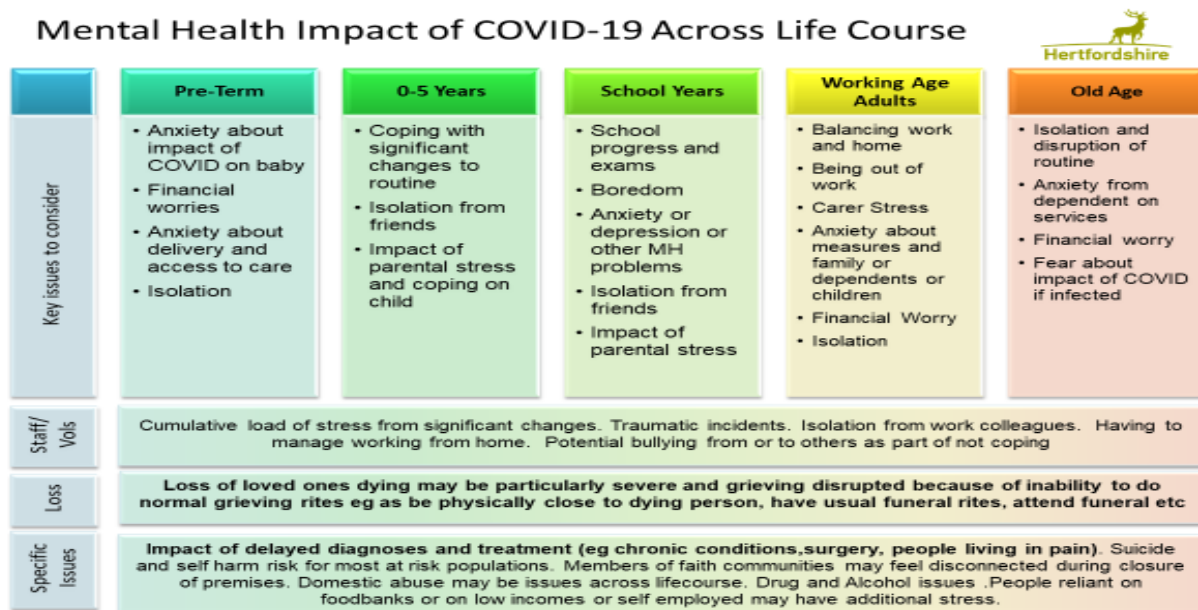 Mental Health Impact of COVID-19 Across Life Course
Hertfordshire
Pre-Term
0-5 Years
School Years
Working Age
Adults
Old Age
Key issues to consider
• Anxiety about
impact of
COVID on baby
• Financial
worries
• Anxiety about
delivery and
access to care
• Isolation
• Coping with
significant
changes to
routine
• Isolation from
friends
• Impact of
parental stress
and coping on
child
• School
progress and
exams
• Boredom
• Anxiety or
depression or
other MH
problems
• Isolation from
friends
• Impact of
parental stress
• Balancing work
and home
• Being out of
work
• Carer Stress
• Anxiety about
measures and
family or
dependents or
children
• Financial Worry
• Isolation
• Isolation and
disruption of
routine
• Anxiety from
dependent on
services
• Financial worry
• Fear about
impact of COVID
if infected
Staff/
Vols
Cumulative load of stress from significant changes. Traumatic incidents. Isolation from work colleagues. Having to
manage working from home. Potential bullying from or to others as part of not coping
Loss
Loss of loved ones dying may be particularly severe and grieving disrupted because of inability to do
normal grieving rites eg as be physically close to dying person, have usual funeral rites, attend funeral etc
Specific
Issues
Impact of delayed diagnoses and treatment (eg chronic conditions,surgery, people living in pain). Suicide
and self harm risk for most at risk populations. Members of faith communities may feel disconnected during closure
of premises. Domestic abuse may be issues across lifecourse. Drug and Alcohol issues .People reliant on
foodbanks or on low incomes or self employed may have additional stress.